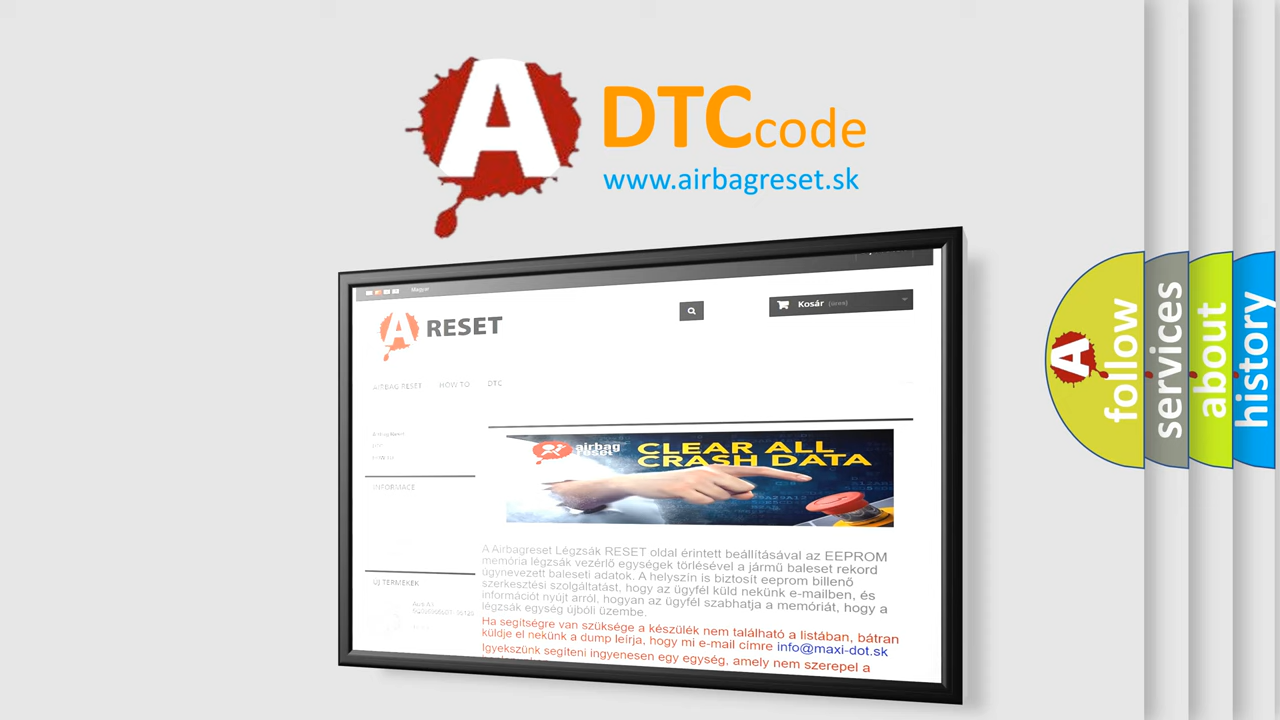 A
DTC code
www.airbagreset.sk
Magyar
A RESET
Kosár (üres)
AIRBAG RESET HOW TO DTC
INFORMACE
airbag reset
CLEAR ALL
CRASH DATA
A Airbagreset Légzsák RESET oldal érintett beállításával az EEPROM
memória légzsák vezérlő egységek törlésével a jármű baleset rekord
úgynevezett baleseti adatok. A helyszín is biztosít eeprom billenő
szerkesztési szolgáltatást, hogy az ügyfél küld nekünk e-mailben, és
információt nyújt arról, hogyan az ügyfél szabhatja a memóriát, hogy a
légzsák egység újbóli üzembe.
Ha segítségre van szüksége a készülék nem található a listában, bátran
küldje el nekünk a dump leírja, hogy mi e-mail címre info@maxi-dot.sk
Igyekszünk segíteni ingyenesen egy egység, amely nem szerepel a
ÚJ TERMÉKEK
A follow
services
about
history